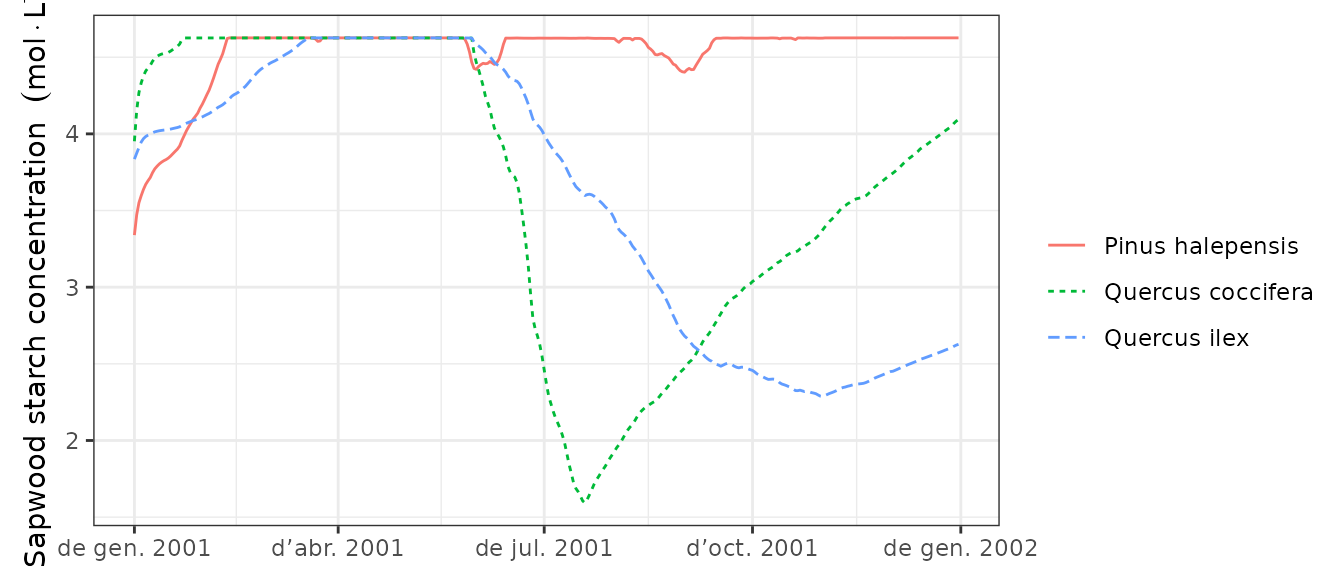 Sapwood starch concentration (mol·L
4
3
2
de gen. 2001
d’abr. 2001
de jul. 2001
d’oct. 2001
de gen. 2002
Pinus halepensis
Quercus coccifera
Quercus ilex